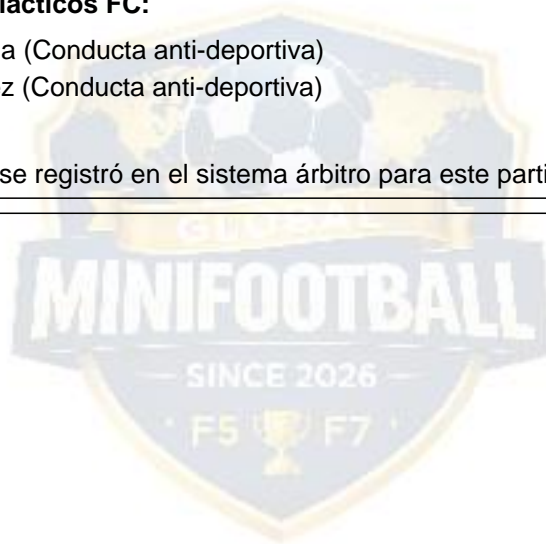 lácticos FC:
a (Conducta anti-deportiva)
z (Conducta anti-deportiva)
se registró en el sistema árbitro para este parti
GLOBAL
MINIFOOTBALL
SINCE 2026
F5 F7